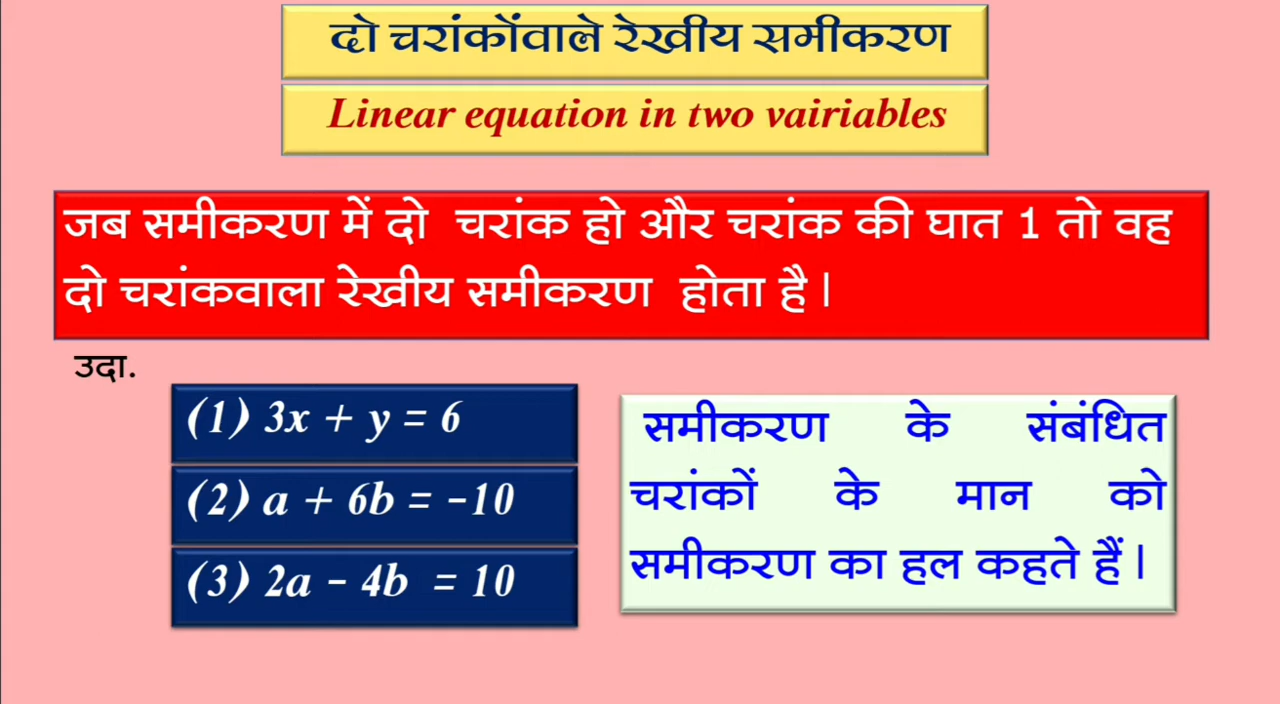 दो चरांकोंवाले रेखीय समीकरण
Linear equation in two vairiables
जब समीकरण में दो चरांक हो और चरांक की घात 1 तो वह
दो चरांकवाला रेखीय समीकरण होता है |
उदा.
(1) 3x + y = 6
(2) a + 6b = -10
(3) 2a - 4b = 10
समीकरण के संबंधित
चरांकों के मान को
समीकरण का हल कहते हैं |